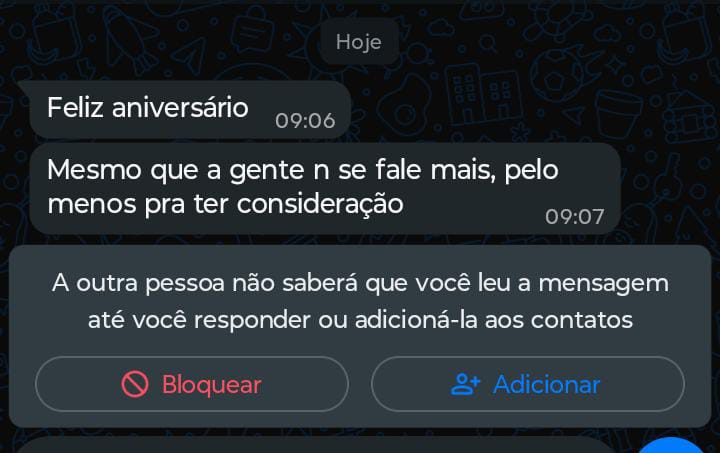 Hoje
Feliz aniversário
09:06
Mesmo que a gente n se fale mais, pelo
menos pra ter consideração
09:07
A outra pessoa não saberá que você leu a mensagem
até você responder ou adicioná-la aos contatos
Bloquear
Adicionar